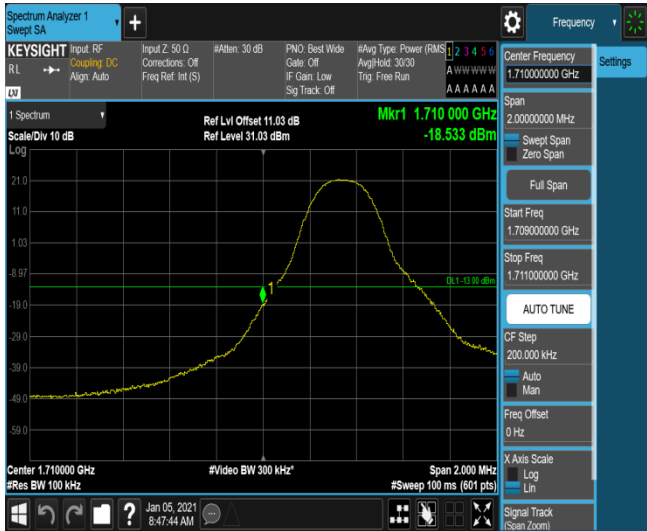 Spectrum Analyzer 1
Swept SA
Frequency
KEYSIGHT
RL
Input: RF
Coupling: DC
Align: Auto
Input Z: 50 Ω
Corrections: Off
Freq Ref: Int (S)
#Atten: 30 dB
PNO: Best Wide
Gate: Off
IF Gain: Low
Sig Track: Off
#Avg Type: Power (RMS
Avg|Hold: 30/30
Trig: Free Run
1 2 3 4 5 6
A W W W W W
A A A A A A
LXI
1 Spectrum
Scale/Div 10 dB
Ref Lvl Offset 11.03 dB
Ref Level 31.03 dBm
Mkr1 1.710 000 GHz
-18.533 dBm
Log
21.0
11.0
1.03
-8.97
-19.0
-29.0
-39.0
-49.0
-59.0
DL1 -13.00 dBm
1
Center 1.710000 GHz
#Res BW 100 kHz
#Video BW 300 kHz*
Span 2.000 MHz
#Sweep 100 ms (601 pts)
Jan 05, 2021
8:47:44 AM
Center Frequency
1.710000000 GHz
Settings
Span
2.00000000 MHz
Swept Span
Zero Span
Full Span
Start Freq
1.709000000 GHz
Stop Freq
1.711000000 GHz
AUTO TUNE
CF Step
200.000 kHz
Auto
Man
Freq Offset
0 Hz
X Axis Scale
Log
Lin
Signal Track
(Span Zoom)